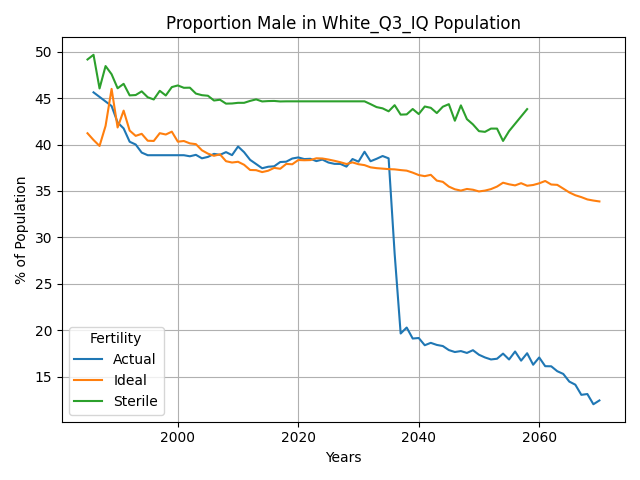 Proportion Male in White_Q3_IQ Population
% of Population
50
45
40
35
30
25
20
15
Fertility
Actual
Ideal
Sterile
2000
2020
2040
2060
Years